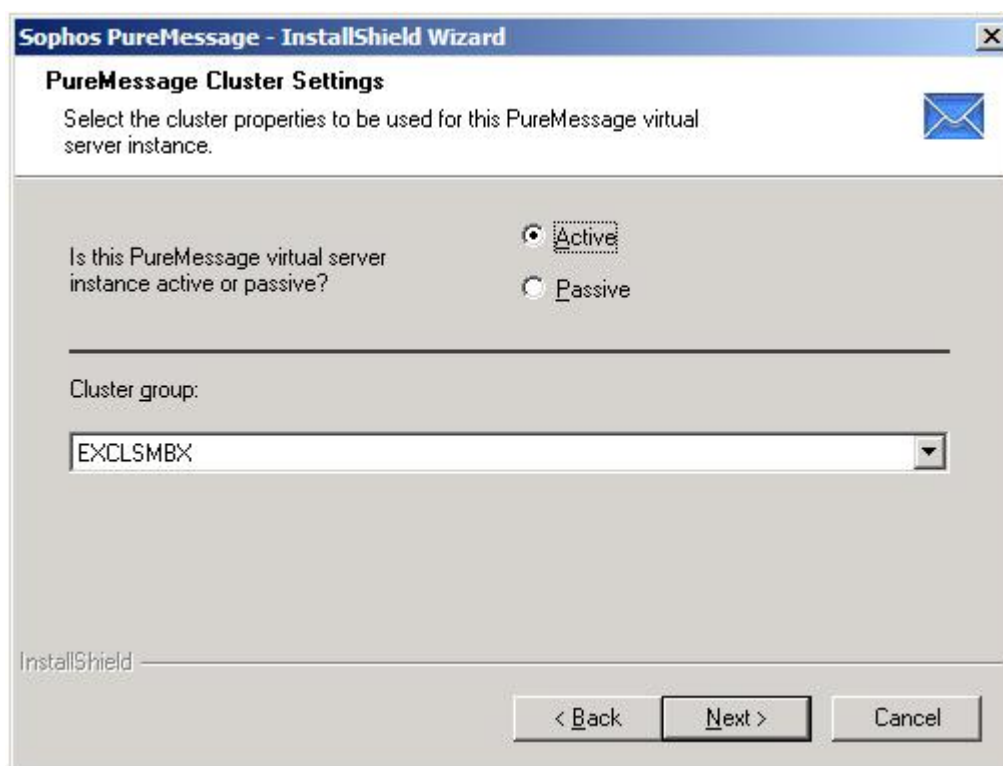 Sophos PureMessage - InstallShield Wizard
PureMessage Cluster Settings
Select the cluster properties to be used for this PureMessage virtual
server instance.
Active
Is this PureMessage virtual server
instance active or passive?
Passive
Cluster group:
EXCLSMBX
InstallShield
< Back
Next >
Cancel